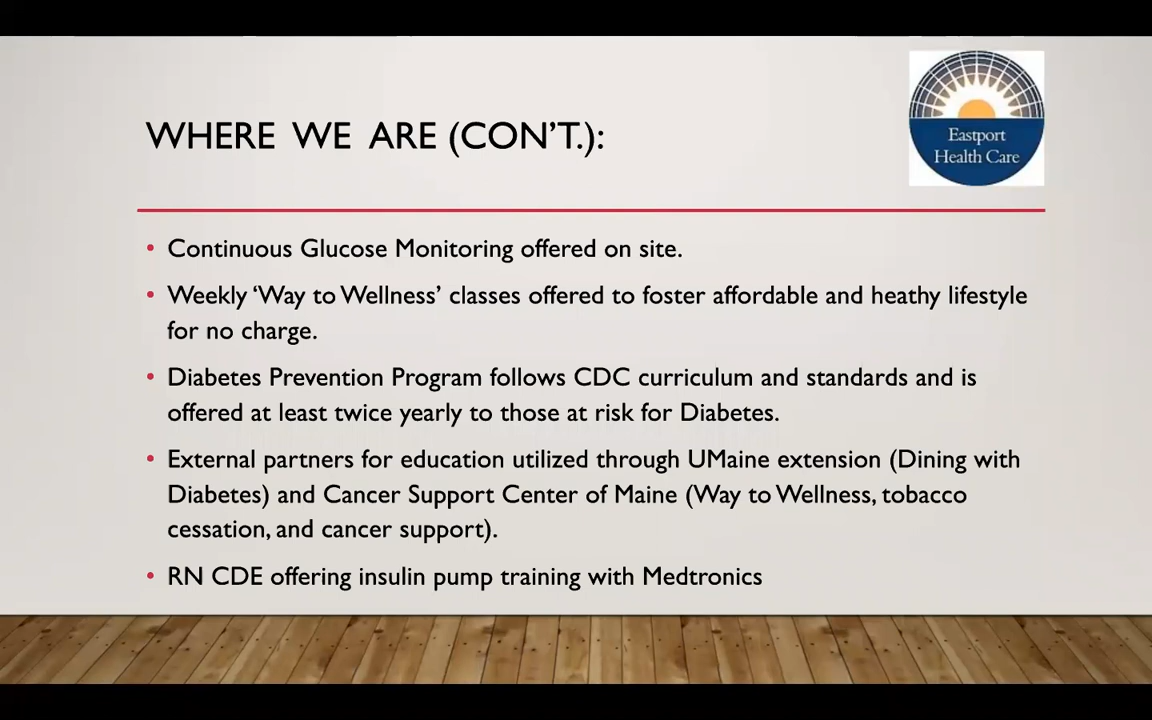 Eastport
Health Care
WHERE WE ARE (CON'T.):
• Continuous Glucose Monitoring offered on site.
• Weekly ‘Way to Wellness’ classes offered to foster affordable and heathy lifestyle
for no charge.
• Diabetes Prevention Program follows CDC curriculum and standards and is
offered at least twice yearly to those at risk for Diabetes.
• External partners for education utilized through UMaine extension (Dining with
Diabetes) and Cancer Support Center of Maine (Way to Wellness, tobacco
cessation, and cancer support).
• RN CDE offering insulin pump training with Medtronics